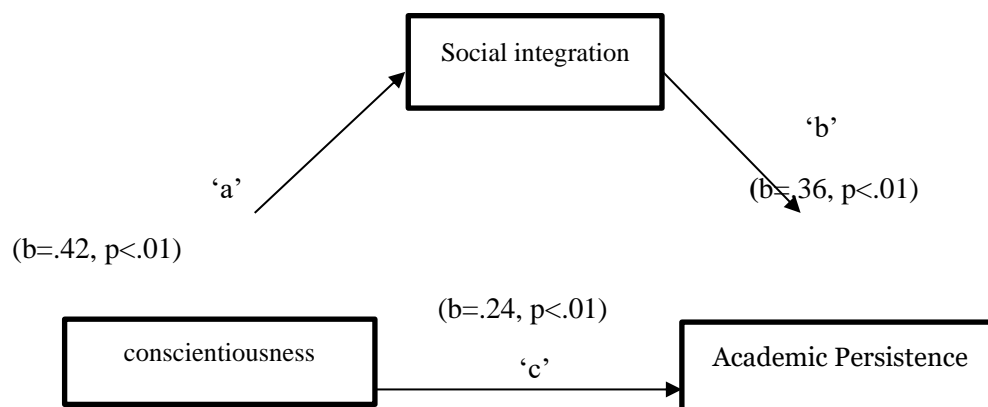 Social integration
‘b’
‘a’
(b=.36, p<.01)
(b=.42, p<.01)
(b=.24, p<.01)
conscientiousness
‘c’
Academic Persistence